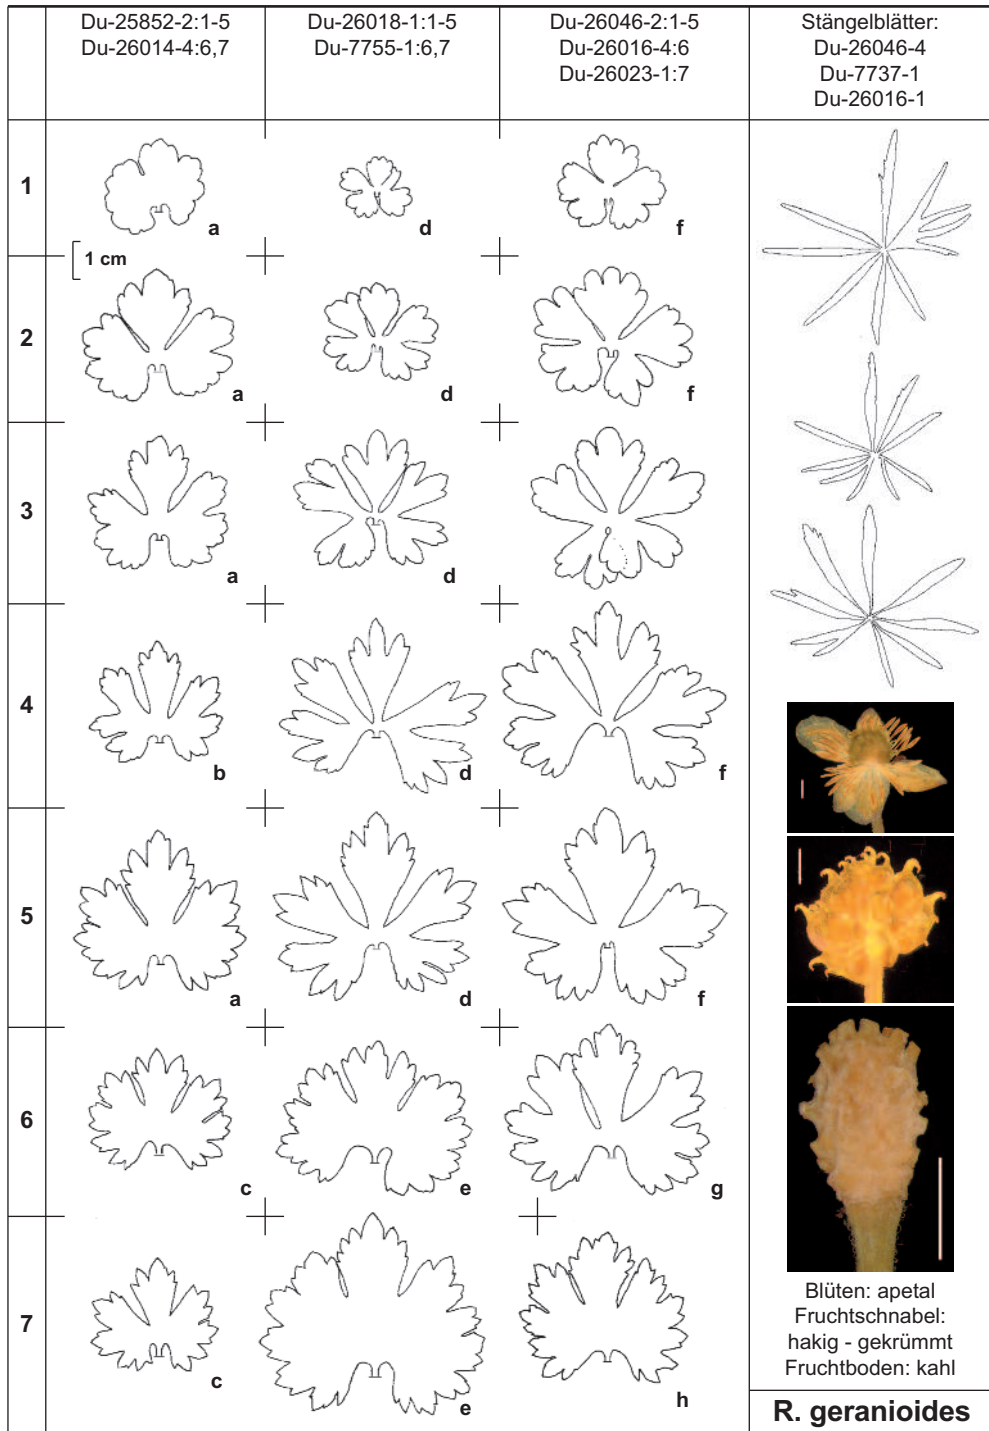 Du-25852-2:1-5
Du-26014-4:6,7
Du-26018-1:1-5
Du-7755-1:6,7
Du-26046-2:1-5
Du-26016-4:6
Du-26023-1:7
Stängelblätter:
Du-26046-4
Du-7737-1
Du-26016-1
1
a
d
f
1 cm
2
a
d
f
3
a
d
f
4
b
d
f
5
a
d
f
6
c
e
g
7
c
e
h
Blüten: apetal
Fruchtschnabel:
hakig - gekrümmt
Fruchtboden: kahl
R. geranioides